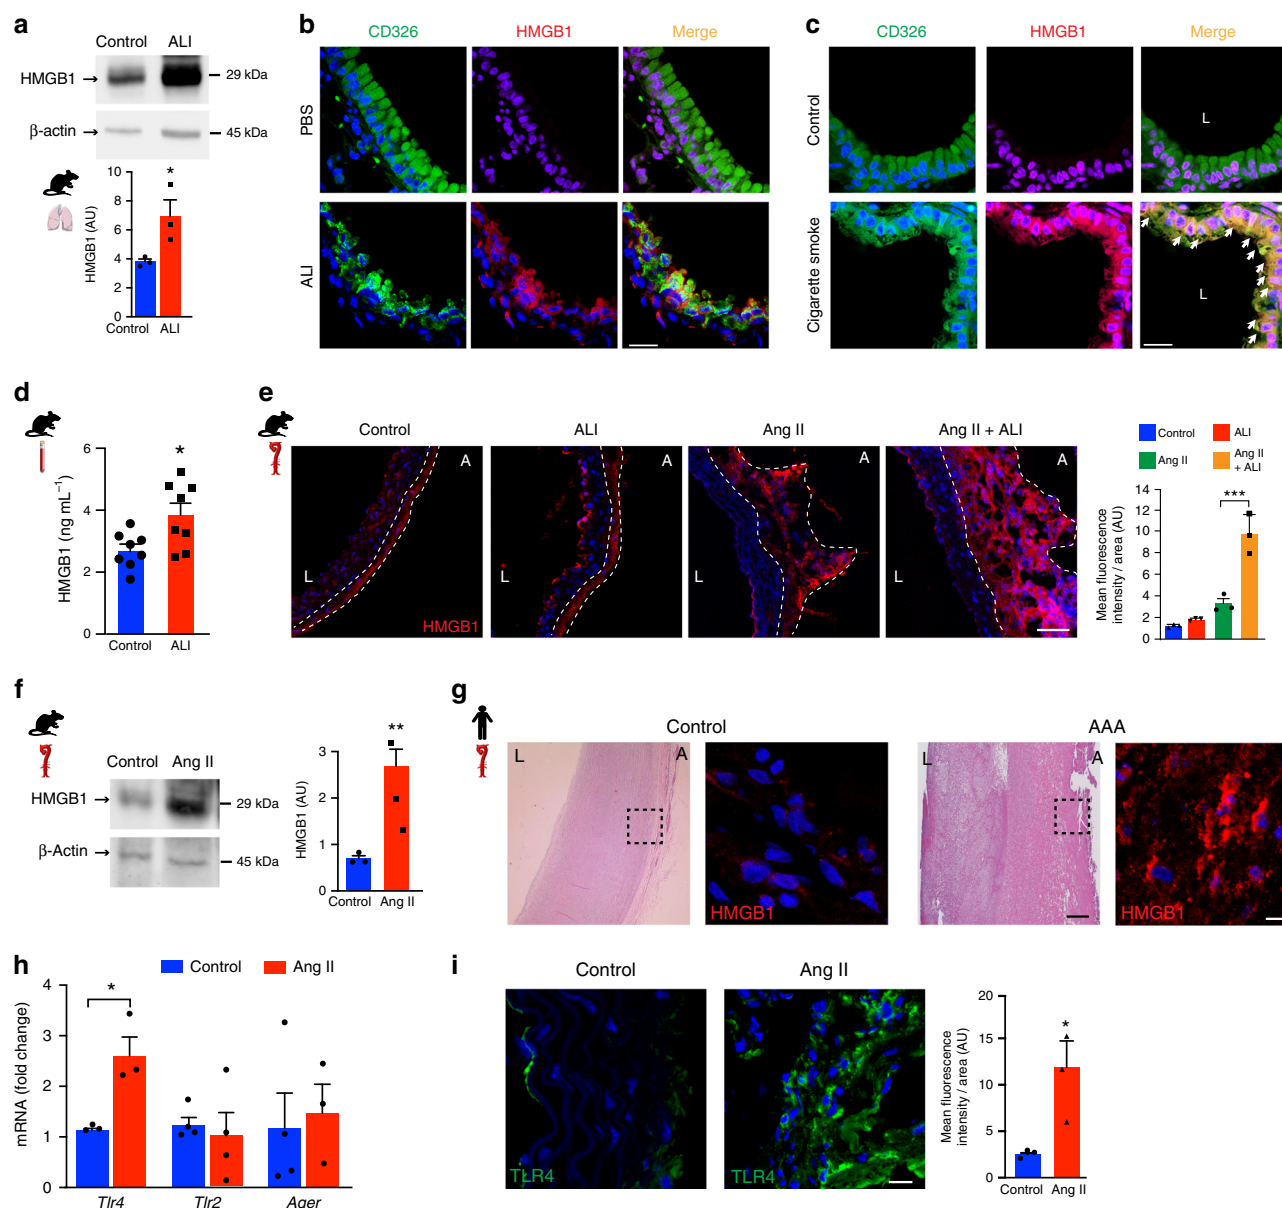 a
Control ALI
HMGB1 → 29 kDa
β-actin → 45 kDa
HMGB1 (AU)
10
8
6
4
2
0
*
Control ALI
b
CD326 HMGB1 Merge
PBS
ALI
c
CD326 HMGB1 Merge
Control
L
Cigarette smoke
L
d
HMGB1 (ng mL⁻¹)
6
4
2
0
*
Control ALI
e
Control ALI Ang II Ang II + ALI
A A A A
L L L L
HMGB1
Control ALI
Ang II Ang II + ALI
Mean fluorescence
intensity / area (AU)
14
12
10
8
6
4
2
0
***
f
Control Ang II
HMGB1 → 29 kDa
β-Actin → 45 kDa
HMGB1 (AU)
3
2
1
0
**
Control Ang II
g
Control AAA
L A L A
HMGB1 HMGB1
h
Control Ang II
mRNA (fold change)
4
3
2
1
0
*
Tlr4 Tlr2 Ager
i
Control Ang II
TLR4 TLR4
Mean fluorescence
intensity / area (AU)
20
15
10
5
0
*
Control Ang II